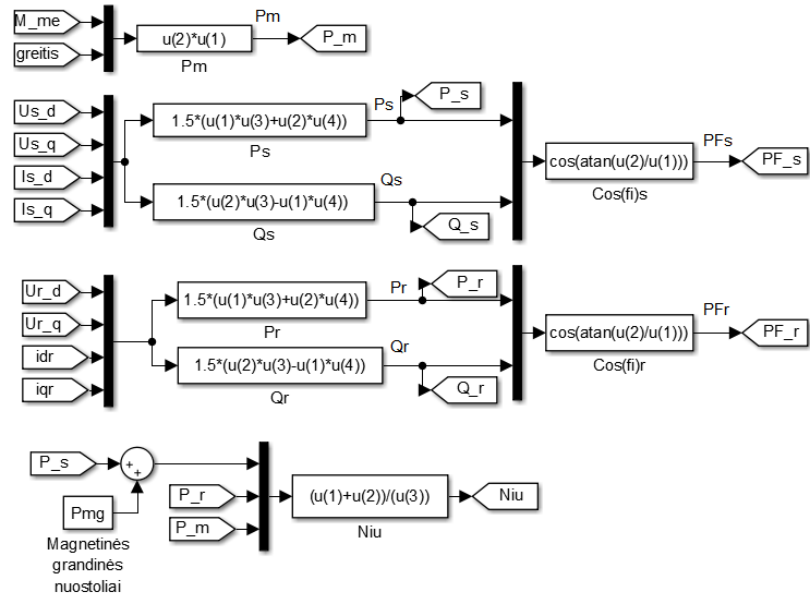 M_me
greitis
u(2)*u(1)
Pm
Pm
P_m
Us_d
Us_q
Is_d
Is_q
1.5*(u(1)*u(3)+u(2)*u(4))
Ps
Ps
P_s
1.5*(u(2)*u(3)-u(1)*u(4))
Qs
Qs
Q_s
cos(atan(u(2)/u(1)))
Cos(fi)s
PFs
PF_s
Ur_d
Ur_q
idr
iqr
1.5*(u(1)*u(3)+u(2)*u(4))
Pr
Pr
P_r
1.5*(u(2)*u(3)-u(1)*u(4))
Qr
Qr
Q_r
cos(atan(u(2)/u(1)))
Cos(fi)r
PFr
PF_r
P_s
+
+
Pmg
Magnetinės
grandinės
nuostoliai
P_r
P_m
(u(1)+u(2))/(u(3))
Niu
Niu